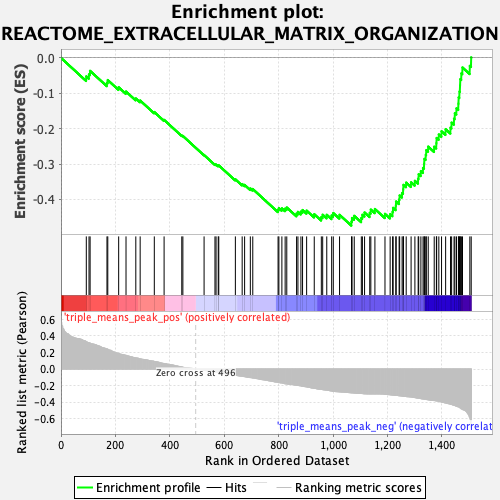 Enrichment plot:
REACTOME_EXTRACELLULAR_MATRIX_ORGANIZATION
Enrichment score (ES)
0.0
-0.1
-0.2
-0.3
-0.4
'triple_means_peak_pos' (positively correlated)
Ranked list metric (Pearson)
0.6
0.4
0.2
0.0
-0.2
-0.4
-0.6
Zero cross at 496
'triple_means_peak_neg' (negatively correlat
0
200
400
600
800
1,000
1,200
1,400
Rank in Ordered Dataset
Enrichment profile
Hits
Ranking metric scores